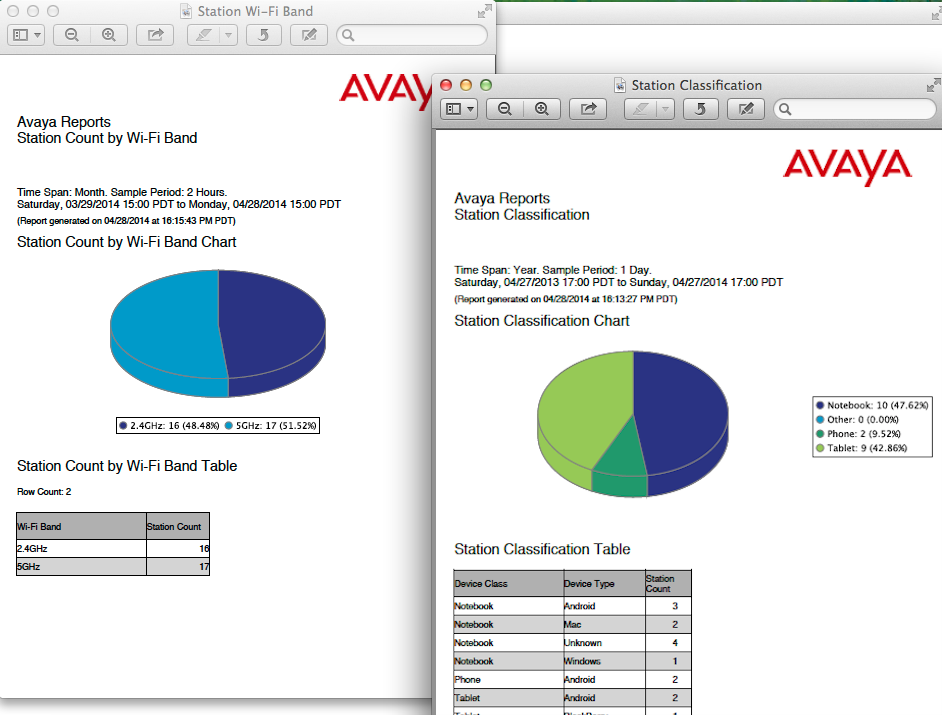 Station Wi-Fi Band
AVAY
Avaya Reports
Station Count by Wi-Fi Band
Time Span: Month. Sample Period: 2 Hours.
Saturday, 03/29/2014 15:00 PDT to Monday, 04/28/2014 15:00 PDT
(Report generated on 04/28/2014 at 16:15:43 PM PDT)
Station Count by Wi-Fi Band Chart
2.4GHz: 16 (48.48%) 5GHz: 17 (51.52%)
Station Count by Wi-Fi Band Table
Row Count: 2
Wi-Fi Band Station Count
2.4GHz 16
5GHz 17
Station Classification
AVAYA
Avaya Reports
Station Classification
Time Span: Year. Sample Period: 1 Day.
Saturday, 04/27/2013 17:00 PDT to Sunday, 04/27/2014 17:00 PDT
(Report generated on 04/28/2014 at 16:13:27 PM PDT)
Station Classification Chart
Notebook: 10 (47.62%)
Other: 0 (0.00%)
Phone: 2 (9.52%)
Tablet: 9 (42.86%)
Station Classification Table
Device Class Device Type Station
Count
Notebook Android 3
Notebook Mac 2
Notebook Unknown 4
Notebook Windows 1
Phone Android 2
Tablet Android 2